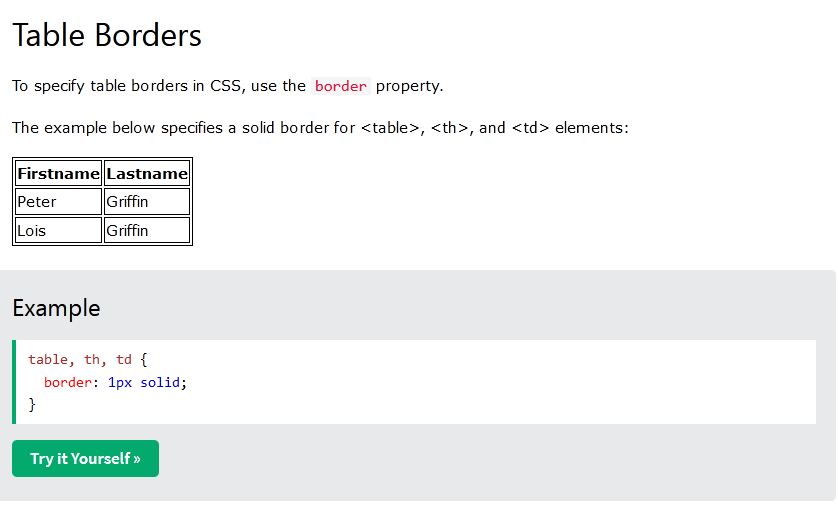 Table Borders
To specify table borders in CSS, use the border property.
The example below specifies a solid border for <table>, <th>, and <td> elements:
Firstname Lastname
Peter Griffin
Lois Griffin
Example
table, th, td {
  border: 1px solid;
}
Try it Yourself »